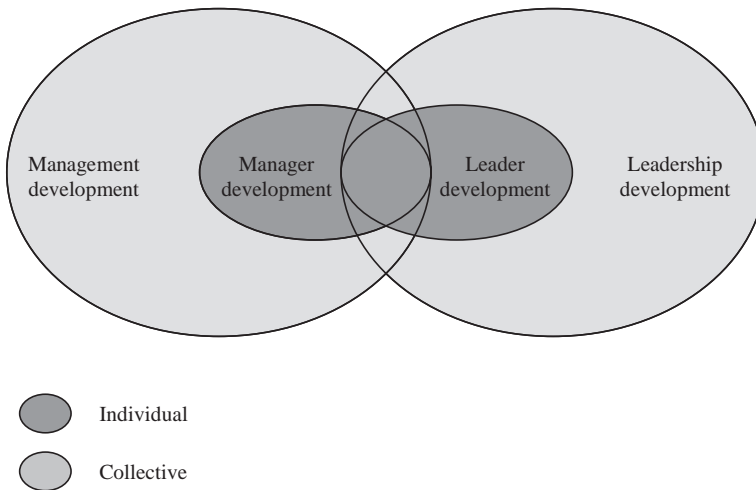 Management
development
Manager
development
Leader
development
Leadership
development
Individual
Collective